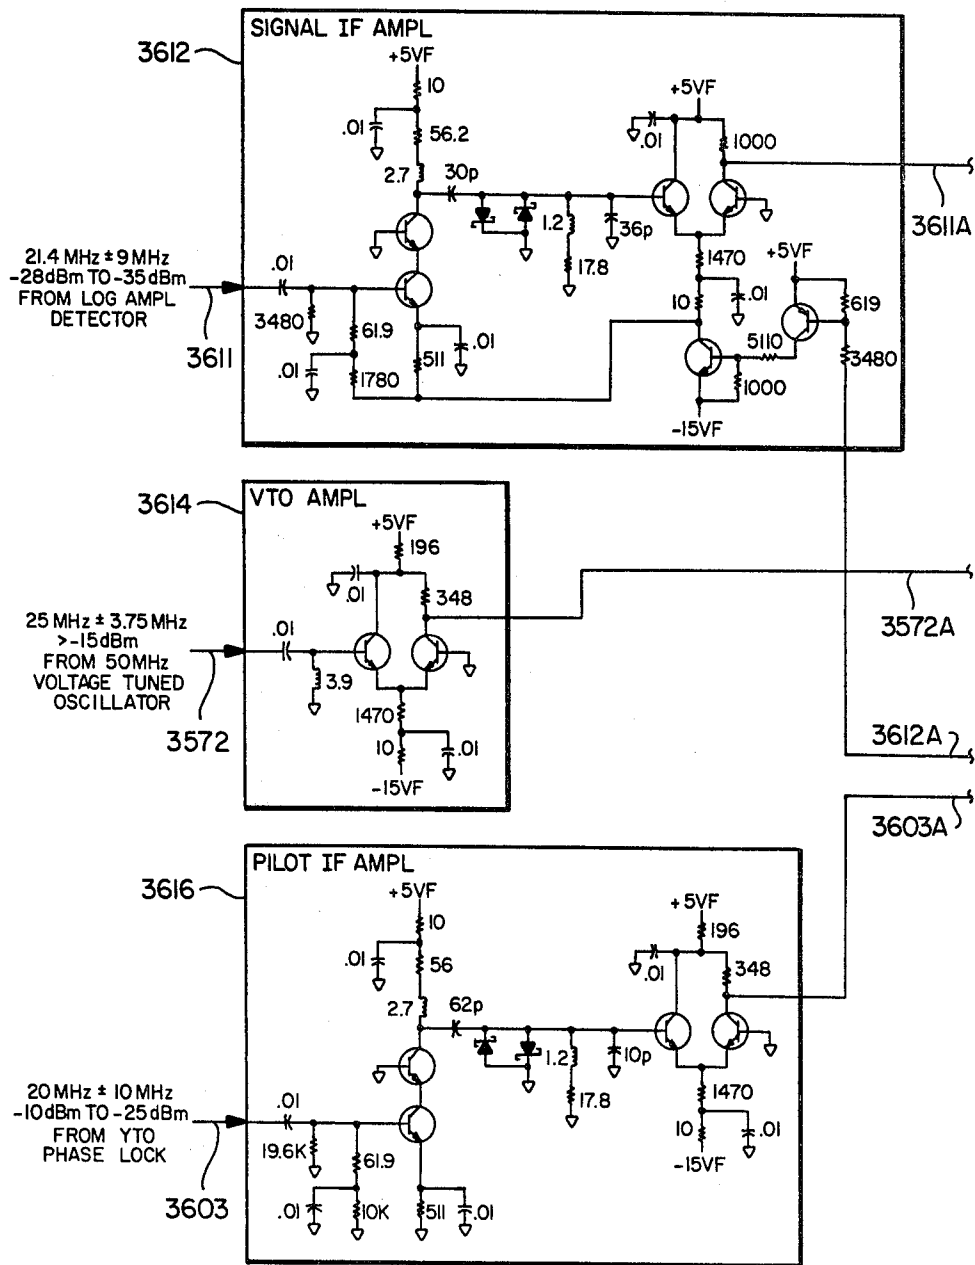 SIGNAL IF AMPL
3612
+5VF
10
.01
56.2
2.7
30p
+5VF
.01
1000
3611A
1.2
36p
17.8
1470
+5VF
21.4 MHz ± 9 MHz
-28dBm TO -35dBm
FROM LOG AMPL
DETECTOR
3611
.01
3480
61.9
.01
1780
511
.01
10
.01
619
5110
3480
1000
-15VF
3614
VTO AMPL
+5VF
196
.01
348
3572A
25 MHz ± 3.75 MHz
>-15dBm
FROM 50MHz
VOLTAGE TUNED
OSCILLATOR
3572
.01
3.9
1470
10
.01
-15VF
3612A
3603A
PILOT IF AMPL
3616
+5VF
10
.01
56
2.7
62p
+5VF
196
.01
348
1.2
10p
17.8
1470
10
.01
-15VF
20 MHz ± 10 MHz
-10dBm TO -25dBm
FROM YTO
PHASE LOCK
3603
.01
19.6K
61.9
.01
10K
511
.01